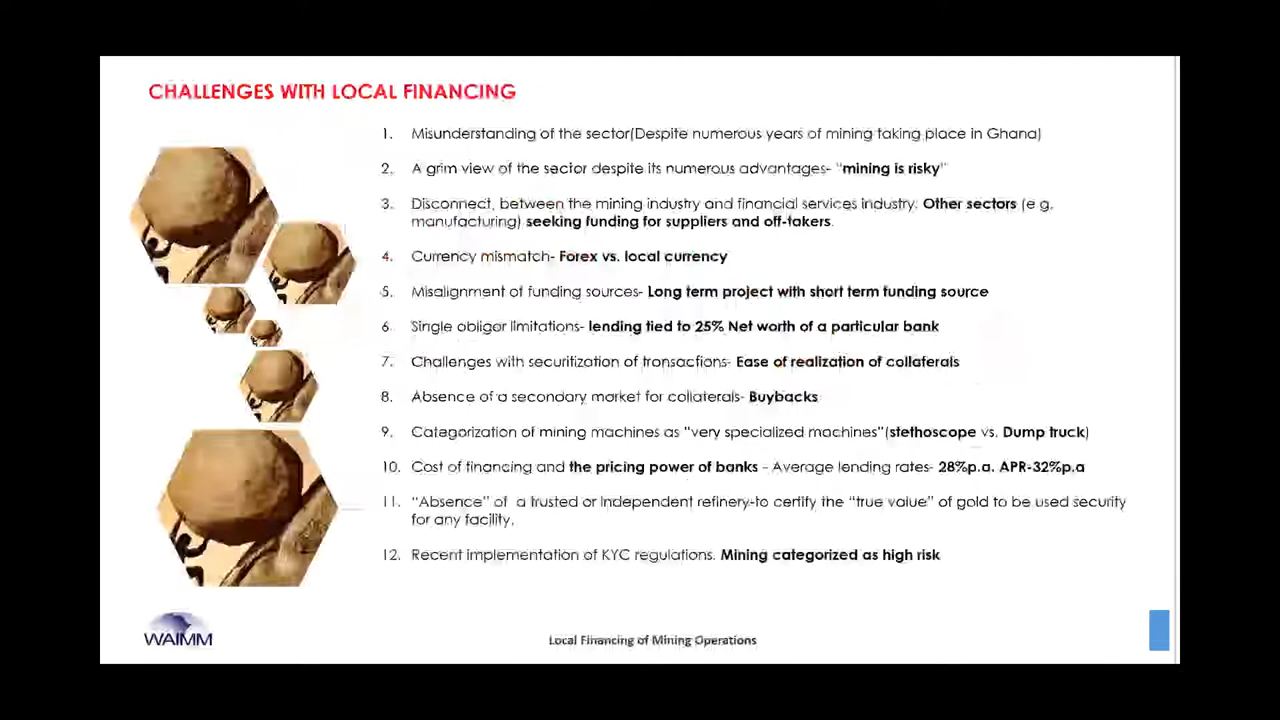 CHALLENGES WITH LOCAL FINANCING
1. Misunderstanding of the sector(Despite numerous years of mining taking place in Ghana)
2. A grim view of the sector despite its numerous advantages- "mining is risky"
3. Disconnect, between the mining industry and financial services industry. Other sectors (e.g.
manufacturing) seeking funding for suppliers and off-takers.
4. Currency mismatch- Forex vs. local currency
5. Misalignment of funding sources- Long term project with short term funding source
6. Single obligor limitations- lending tied to 25% Net worth of a particular bank
7. Challenges with securitization of transactions- Ease of realization of collaterals
8. Absence of a secondary market for collaterals- Buybacks
9. Categorization of mining machines as "very specialized machines"(stethoscope vs. Dump truck)
10. Cost of financing and the pricing power of banks - Average lending rates- 28%p.a. APR-32%p.a
11. "Absence" of a trusted or Independent refinery-to certify the "true value" of gold to be used security
for any facility.
12. Recent implementation of KYC regulations. Mining categorized as high risk
WAIMM
Local Financing of Mining Operations